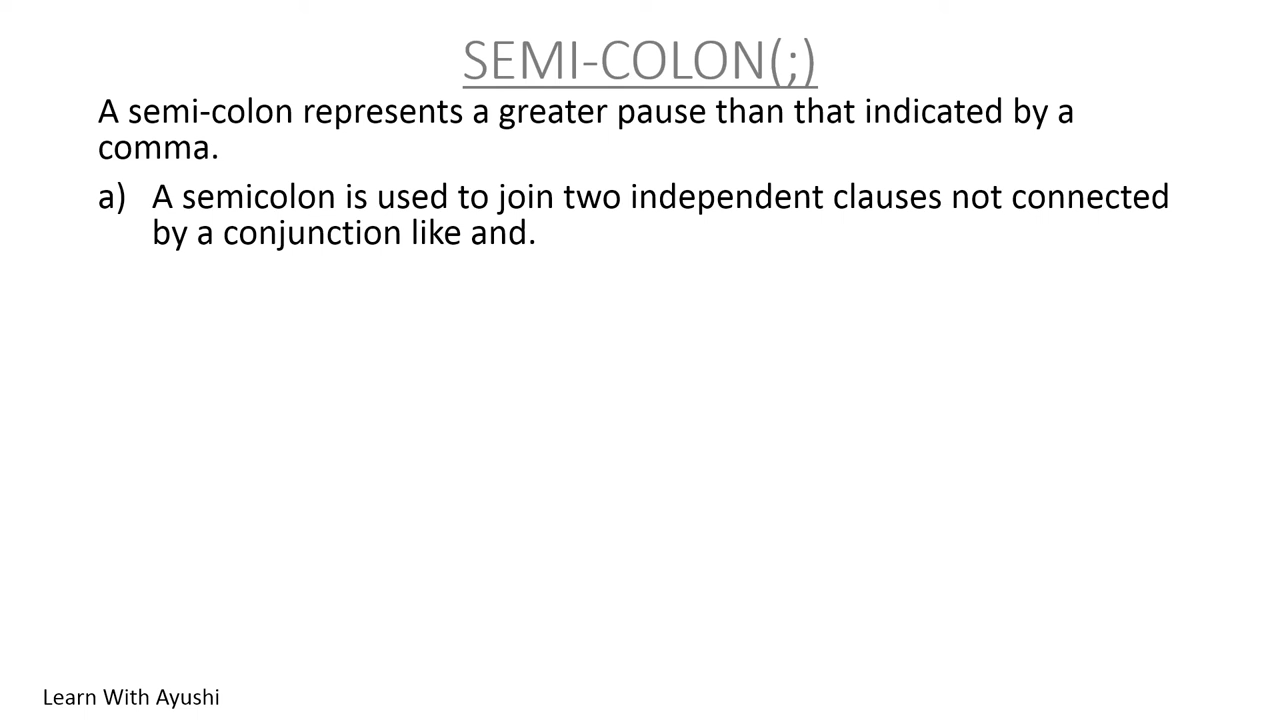 SEMI-COLON(;)
A semi-colon represents a greater pause than that indicated by a
comma.
a) A semicolon is used to join two independent clauses not connected
by a conjunction like and.
Learn With Ayushi